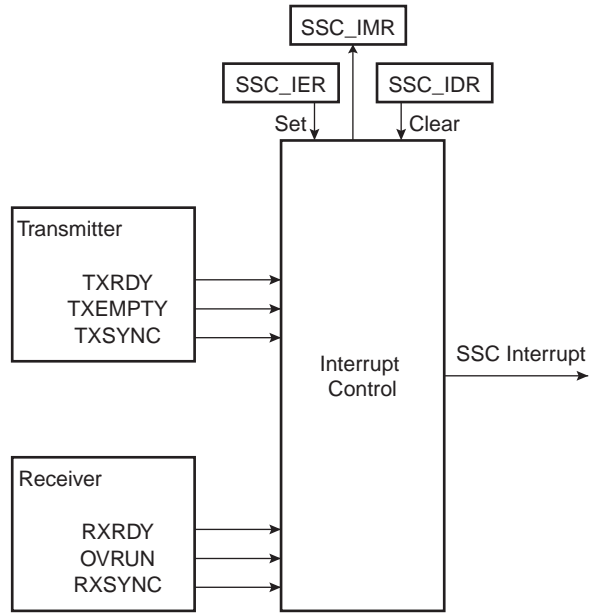 SSC_IMR
SSC_IER
SSC_IDR
Set
Clear
Transmitter
TXRDY
TXEMPTY
TXSYNC
Interrupt
Control
SSC Interrupt
Receiver
RXRDY
OVRUN
RXSYNC